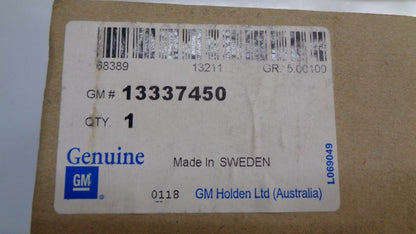 68389 13211 GR. 5.00100
GM # 13337450
QTY. 1
Genuine
GM
Made In SWEDEN
0118
GM Holden Ltd (Australia)
L069049